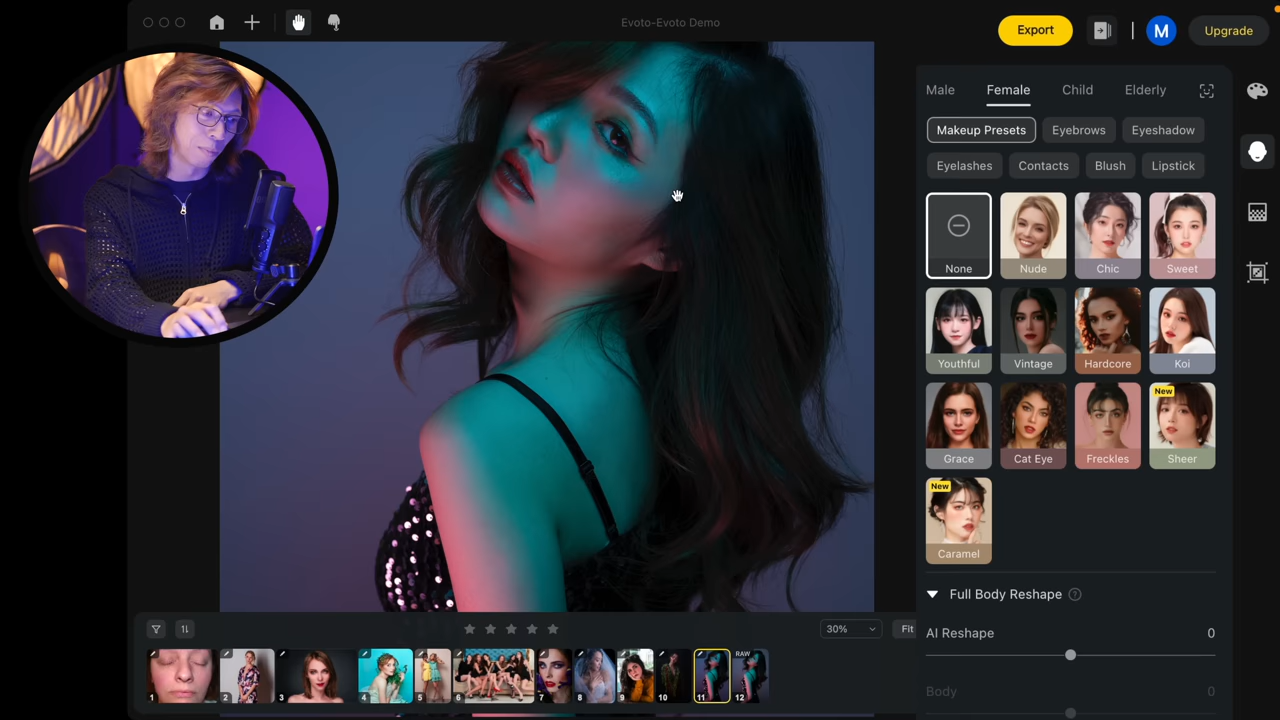 Evoto-Evoto Demo
Export
M
Upgrade
Male Female Child Elderly
Makeup Presets Eyebrows Eyeshadow
Eyelashes Contacts Blush Lipstick
None Nude Chic Sweet
Youthful Vintage Hardcore Koi
New
Grace Cat Eye Freckles Sheer
New
Caramel
Full Body Reshape ?
AI Reshape 0
Body 0
30% Fit
RAW
1 2 3 4 5 6 7 8 9 10 11 12